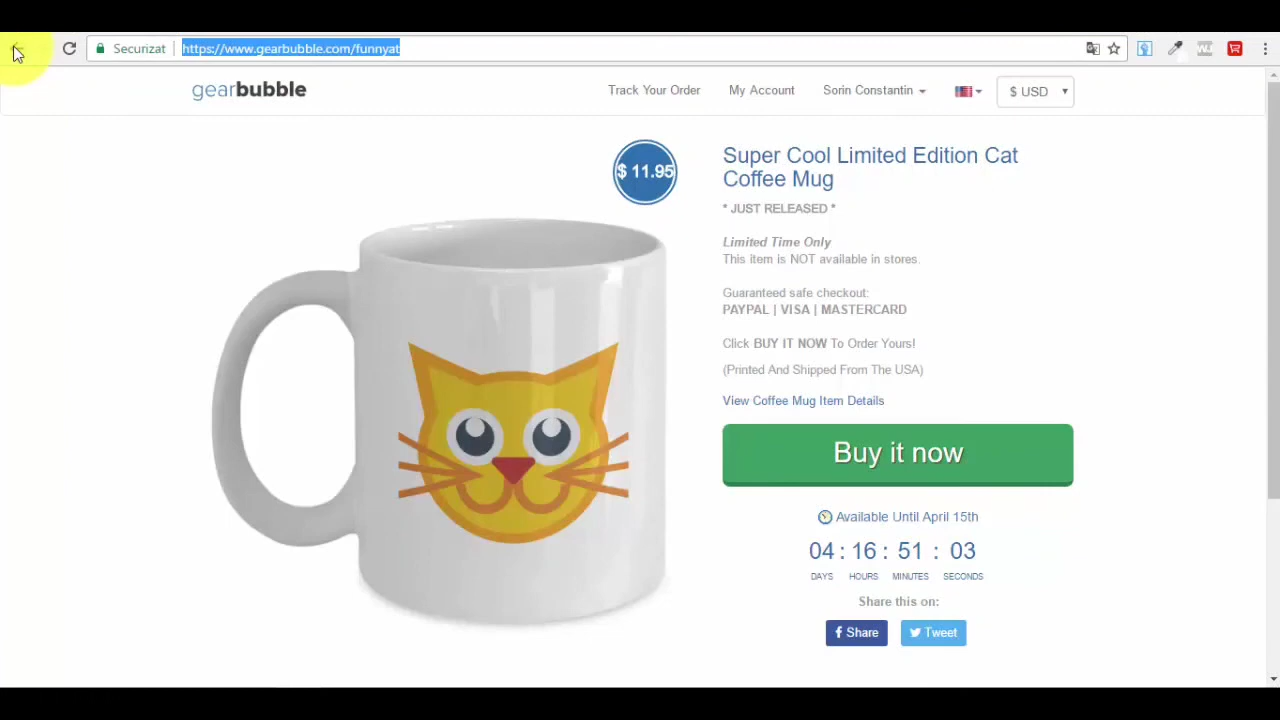 Securizat
https://www.gearbubble.com/funnyat
gearbubble
Track Your Order
My Account
Sorin Constantin
$ USD
$ 11.95
Super Cool Limited Edition Cat
Coffee Mug
* JUST RELEASED *
Limited Time Only
This item is NOT available in stores.
Guaranteed safe checkout:
PAYPAL | VISA | MASTERCARD
Click BUY IT NOW To Order Yours!
(Printed And Shipped From The USA)
View Coffee Mug Item Details
Buy it now
Available Until April 15th
04 : 16 : 51 : 03
DAYS HOURS MINUTES SECONDS
Share this on:
Share
Tweet